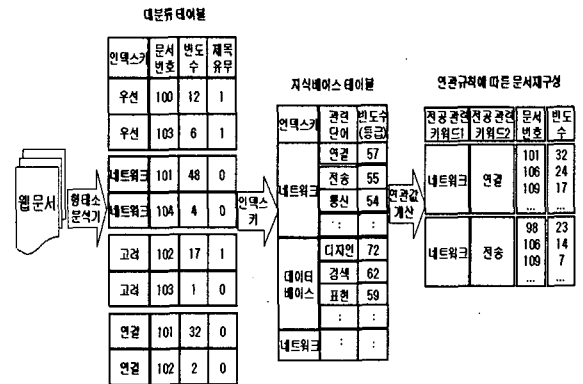 대분류 테이블
인덱스키 문서번호 빈도수 제목유무
우선 100 12 1
우선 103 6 1
네트워크 101 48 0
네트워크 104 4 0
고려 102 17 1
고려 103 1 0
연결 101 32 0
연결 102 2 0
웹문서
형태소분석기
인덱스키
지식베이스 테이블
인덱스키 관련단어 빈도수(등급)
네트워크 연결 57
전송 55
통신 54
: :
데이터베이스 디자인 72
검색 62
표현 59
: :
네트워크 : :
연관값계산
연관규칙에 따른 문서재구성
전공관련키워드1 전공관련키워드2 문서번호 빈도수
네트워크 연결 101 32
106 24
109 17
... ...
네트워크 전송 98 23
106 14
109 7
... ...